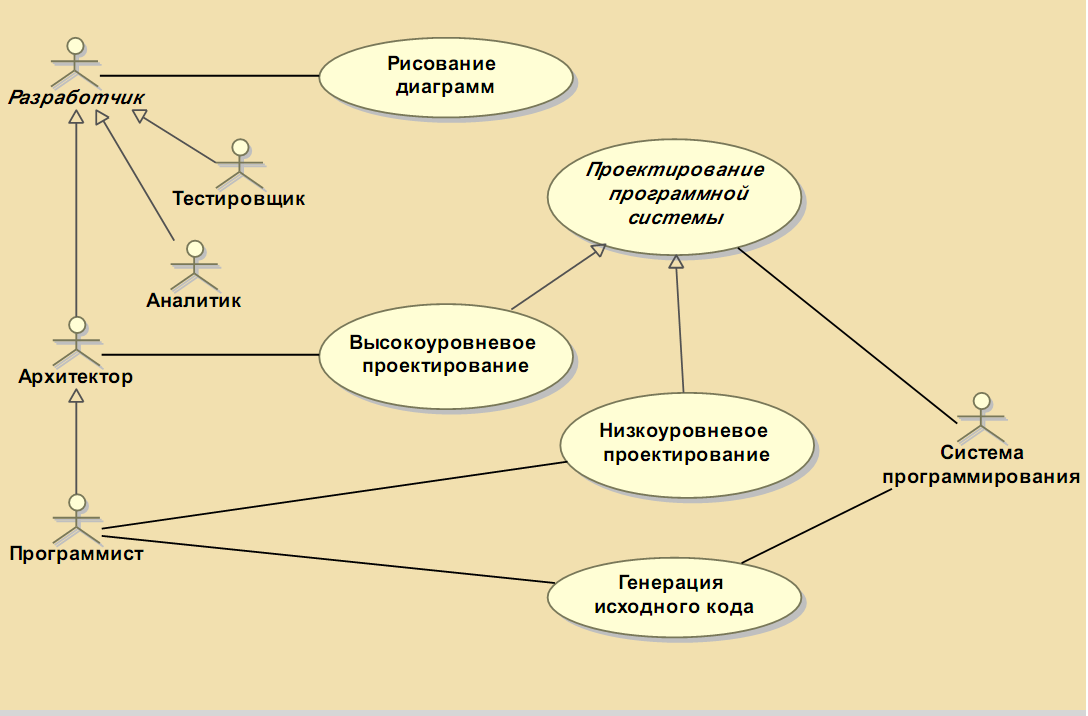 Рисование
диаграмм
Разработчик
Тестировщик
Проектирование
программной
системы
Аналитик
Высокоуровневое
проектирование
Архитектор
Низкоуровневое
проектирование
Система
программирования
Программист
Генерация
исходного кода